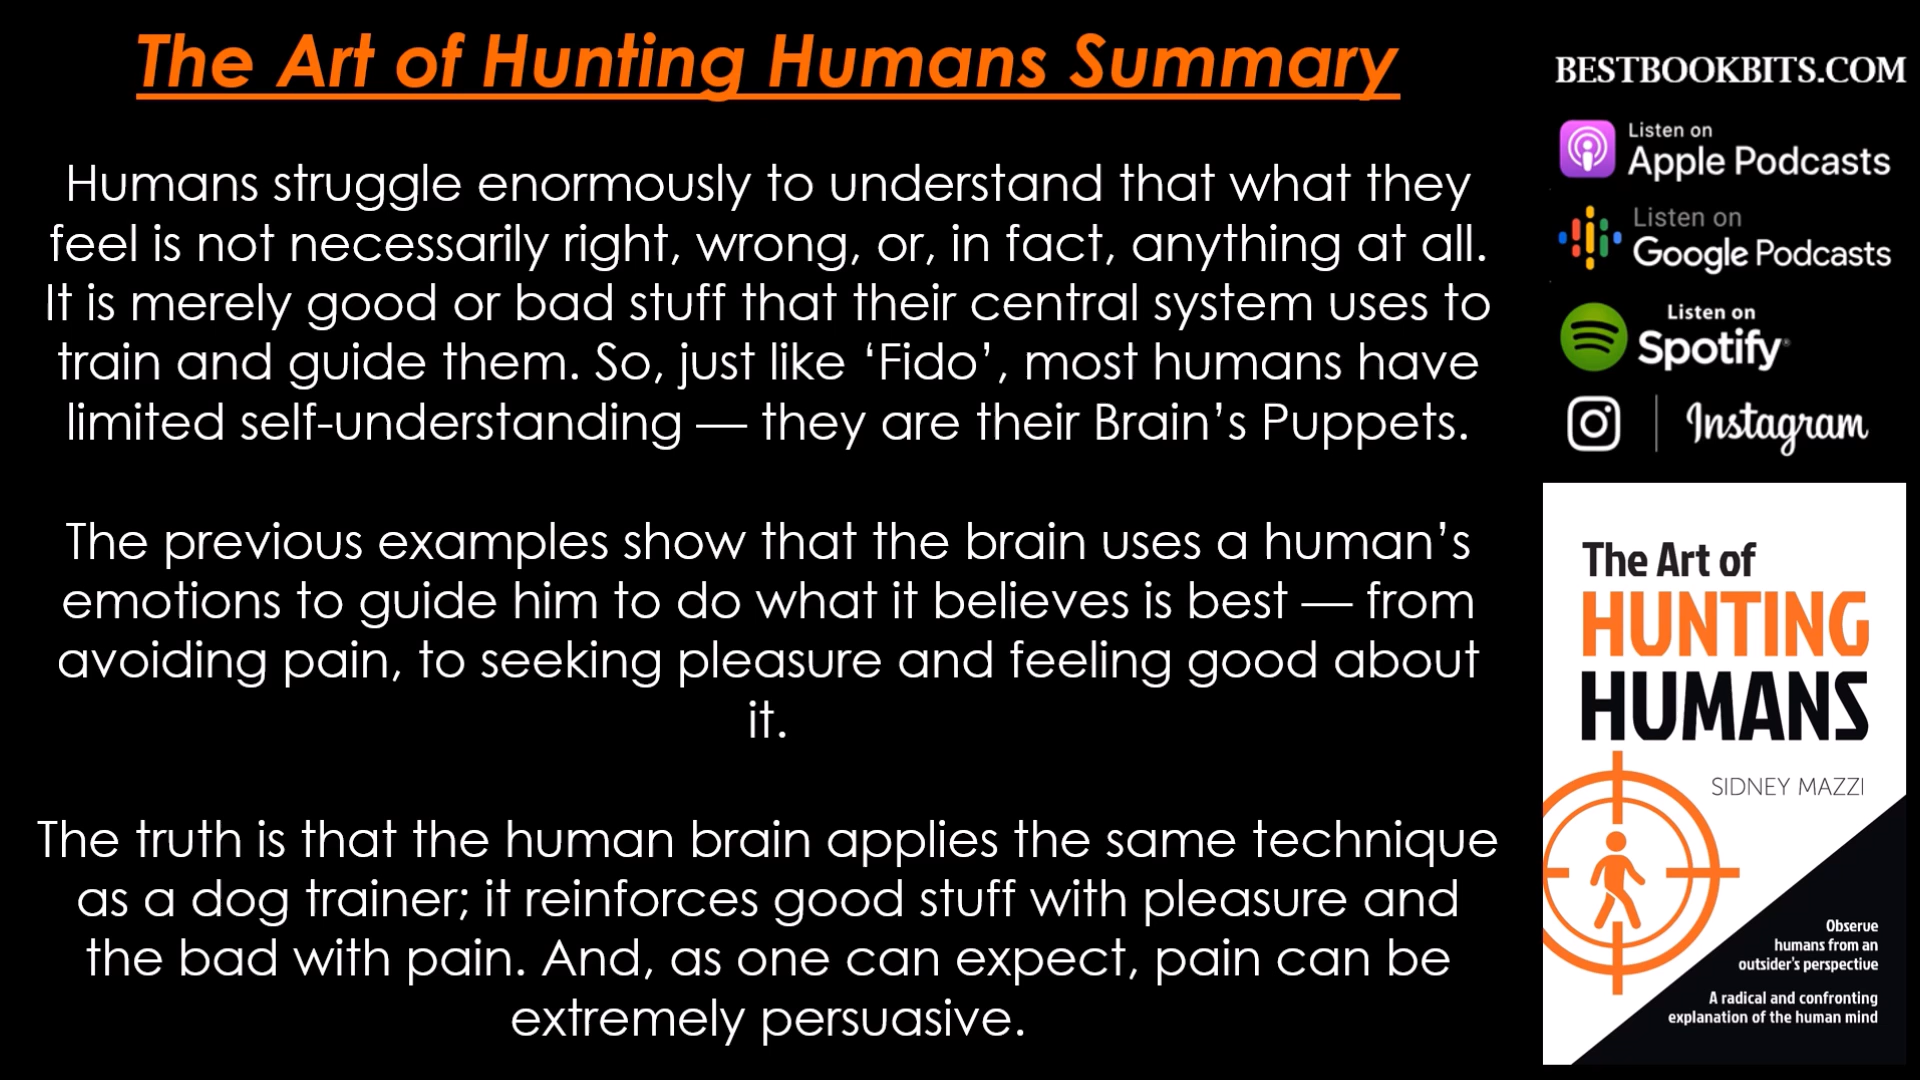 The Art of Hunting Humans Summary
Humans struggle enormously to understand that what they
feel is not necessarily right, wrong, or, in fact, anything at all.
It is merely good or bad stuff that their central system uses to
train and guide them. So, just like ‘Fido’, most humans have
limited self-understanding — they are their Brain’s Puppets.
The previous examples show that the brain uses a human’s
emotions to guide him to do what it believes is best — from
avoiding pain, to seeking pleasure and feeling good about
it.
The truth is that the human brain applies the same technique
as a dog trainer; it reinforces good stuff with pleasure and
the bad with pain. And, as one can expect, pain can be
extremely persuasive.
BESTBOOKBITS.COM
Listen on
Apple Podcasts
Listen on
Google Podcasts
Listen on
Spotify
Instagram
The Art of
HUNTING
HUMANS
SIDNEY MAZZI
Observe
humans from an
outsider's perspective
A radical and confronting
explanation of the human mind